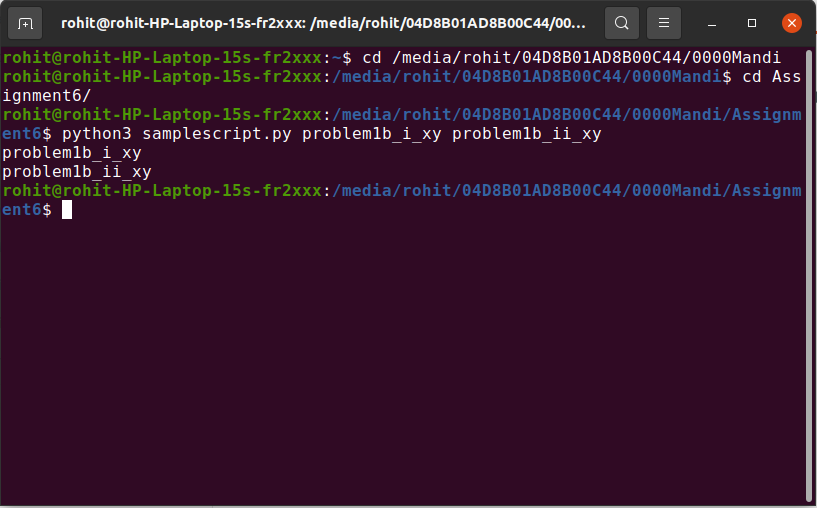 rohit@rohit-HP-Laptop-15s-fr2xxx: /media/rohit/04D8B01AD8B00C44/00...
rohit@rohit-HP-Laptop-15s-fr2xxx:~$ cd /media/rohit/04D8B01AD8B00C44/0000Mandi
rohit@rohit-HP-Laptop-15s-fr2xxx:/media/rohit/04D8B01AD8B00C44/0000Mandi$ cd Ass
ignment6/
rohit@rohit-HP-Laptop-15s-fr2xxx:/media/rohit/04D8B01AD8B00C44/0000Mandi/Assignm
ent6$ python3 samplescript.py problem1b_i_xy problem1b_ii_xy
problem1b_i_xy
problem1b_ii_xy
rohit@rohit-HP-Laptop-15s-fr2xxx:/media/rohit/04D8B01AD8B00C44/0000Mandi/Assignm
ent6$